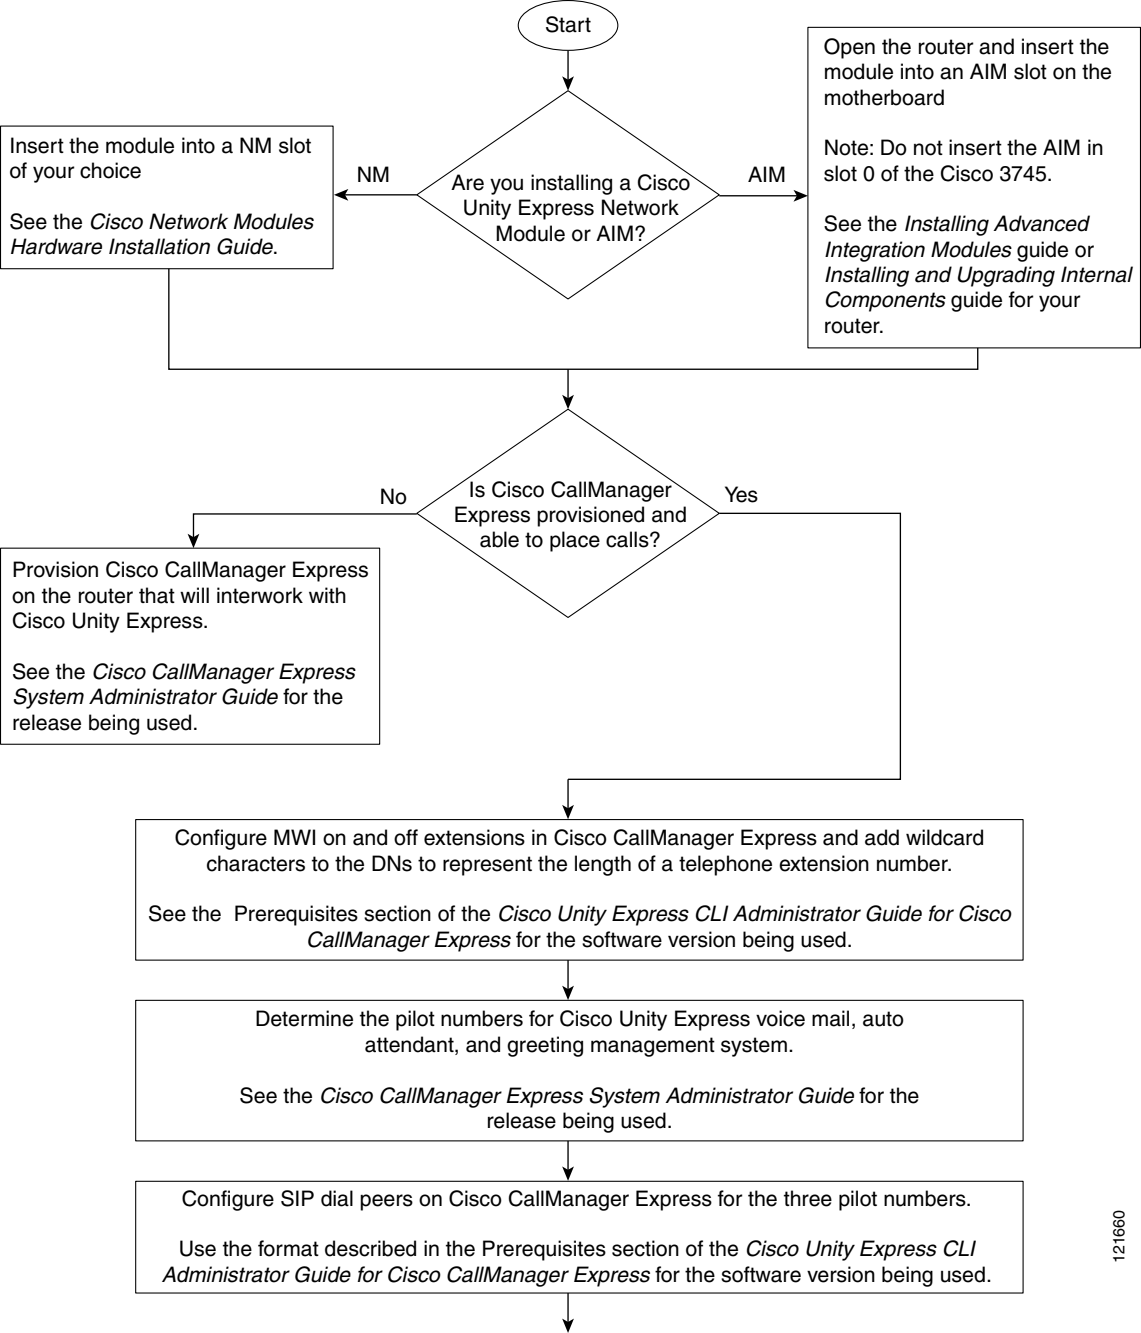 Start
Open the router and insert the
module into an AIM slot on the
motherboard
Note: Do not insert the AIM in
slot 0 of the Cisco 3745.
See the Installing Advanced
Integration Modules guide or
Installing and Upgrading Internal
Components guide for your
router.
Insert the module into a NM slot
of your choice
See the Cisco Network Modules
Hardware Installation Guide.
NM
Are you installing a Cisco
Unity Express Network
Module or AIM?
AIM
No
Is Cisco CallManager
Express provisioned and
able to place calls?
Yes
Provision Cisco CallManager Express
on the router that will interwork with
Cisco Unity Express.
See the Cisco CallManager Express
System Administrator Guide for the
release being used.
Configure MWI on and off extensions in Cisco CallManager Express and add wildcard
characters to the DNs to represent the length of a telephone extension number.
See the Prerequisites section of the Cisco Unity Express CLI Administrator Guide for Cisco
CallManager Express for the software version being used.
Determine the pilot numbers for Cisco Unity Express voice mail, auto
attendant, and greeting management system.
See the Cisco CallManager Express System Administrator Guide for the
release being used.
Configure SIP dial peers on Cisco CallManager Express for the three pilot numbers.
Use the format described in the Prerequisites section of the Cisco Unity Express CLI
Administrator Guide for Cisco CallManager Express for the software version being used.
121660